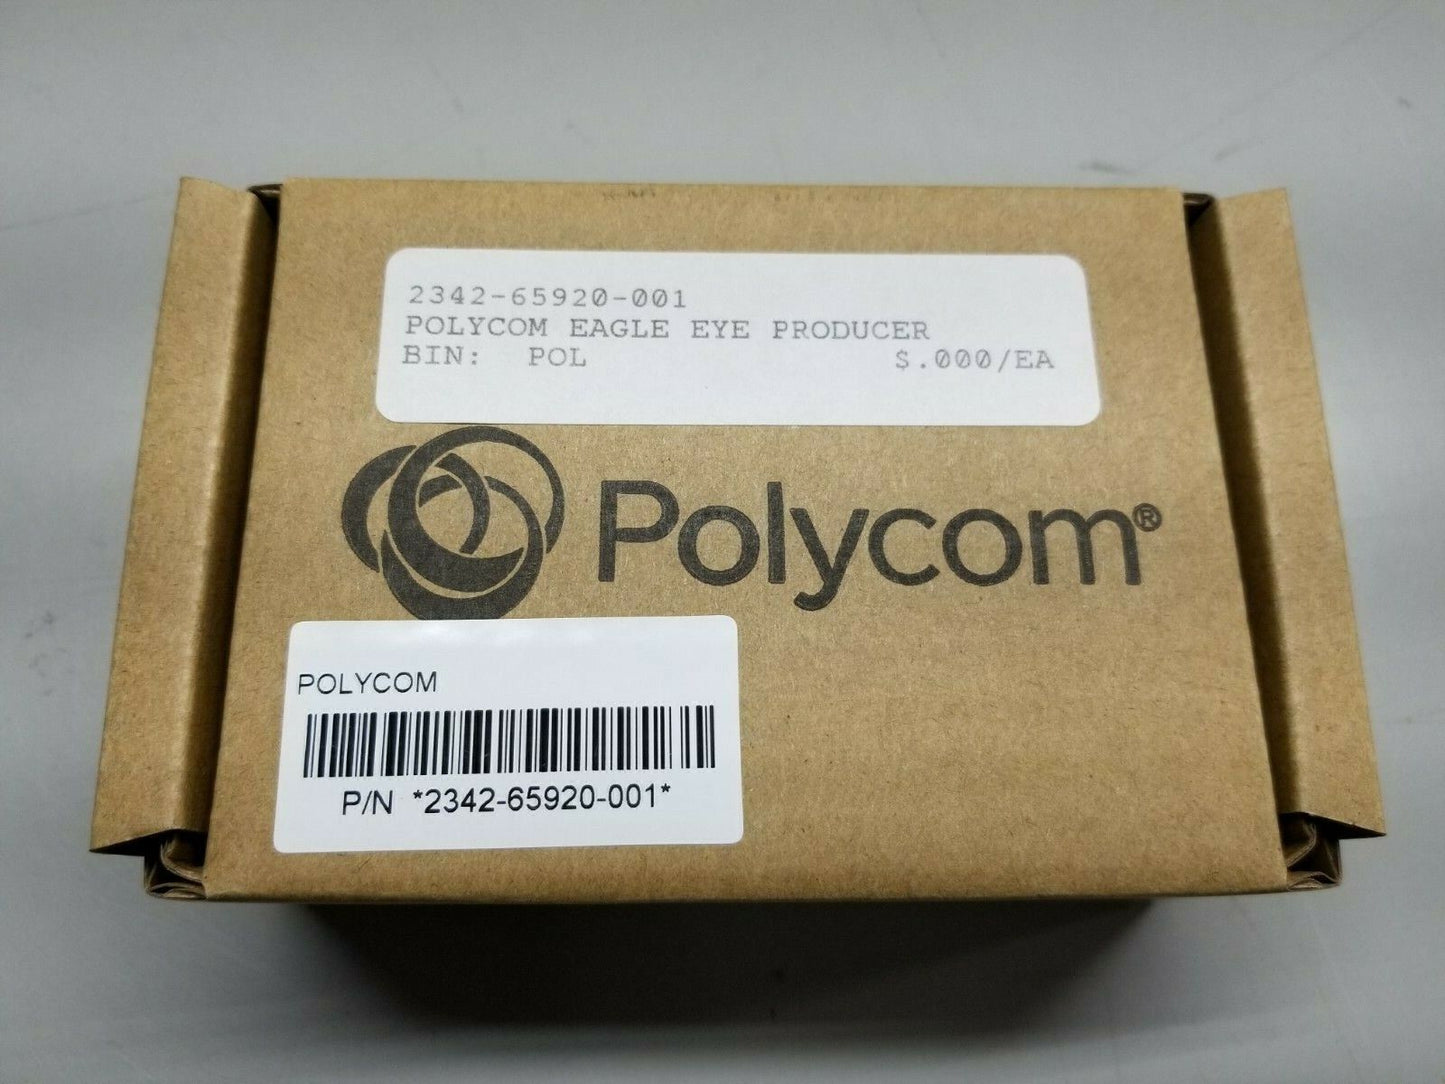 2342-65920-001
POLYCOM EAGLE EYE PRODUCER
BIN: POL $.000/EA
Polycom®
POLYCOM
P/N *2342-65920-001*